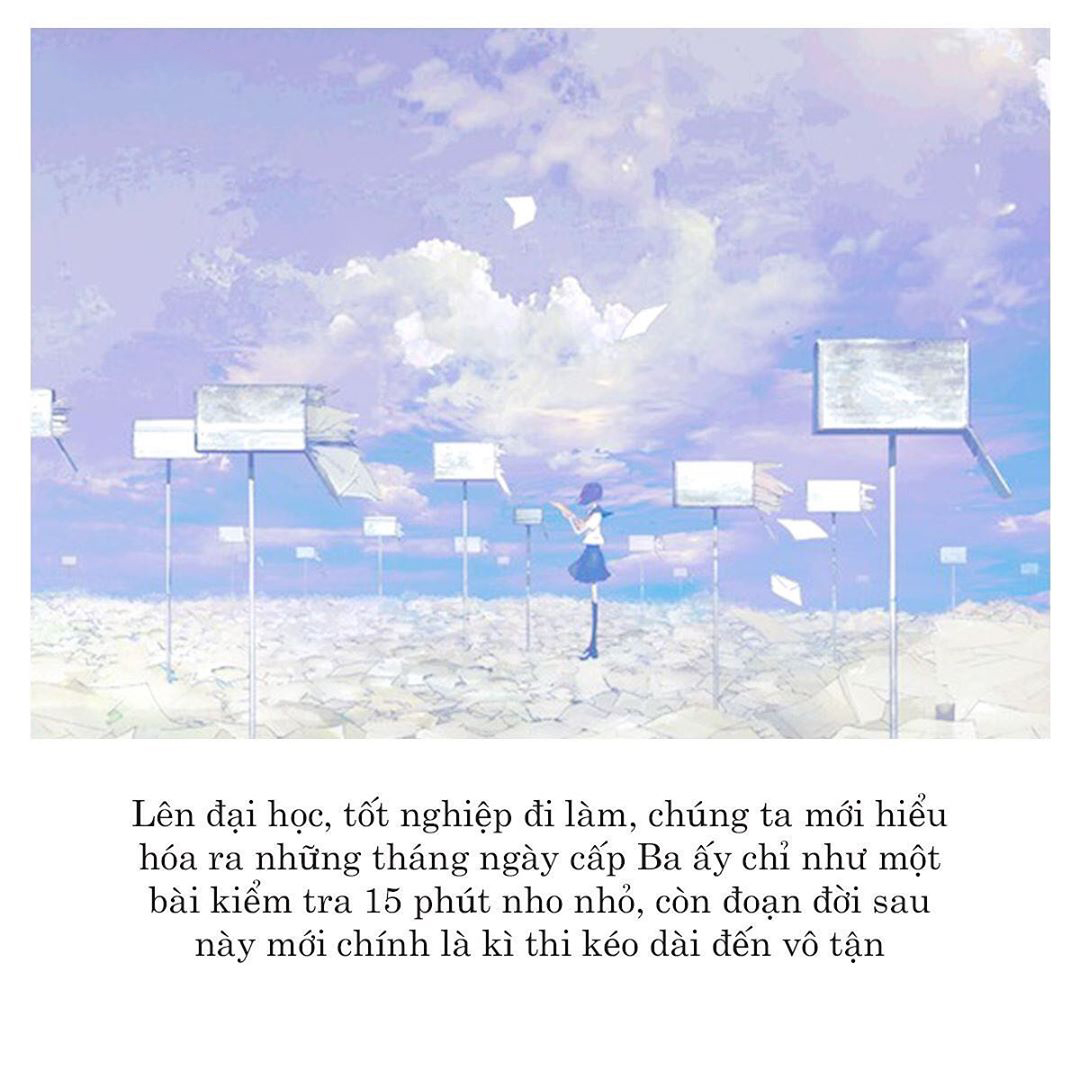 Lên đại học, tốt nghiệp đi làm, chúng ta mới hiểu
hóa ra những tháng ngày cấp Ba ấy chỉ như một
bài kiểm tra 15 phút nho nhỏ, còn đoạn đời sau
này mới chính là kì thi kéo dài đến vô tận